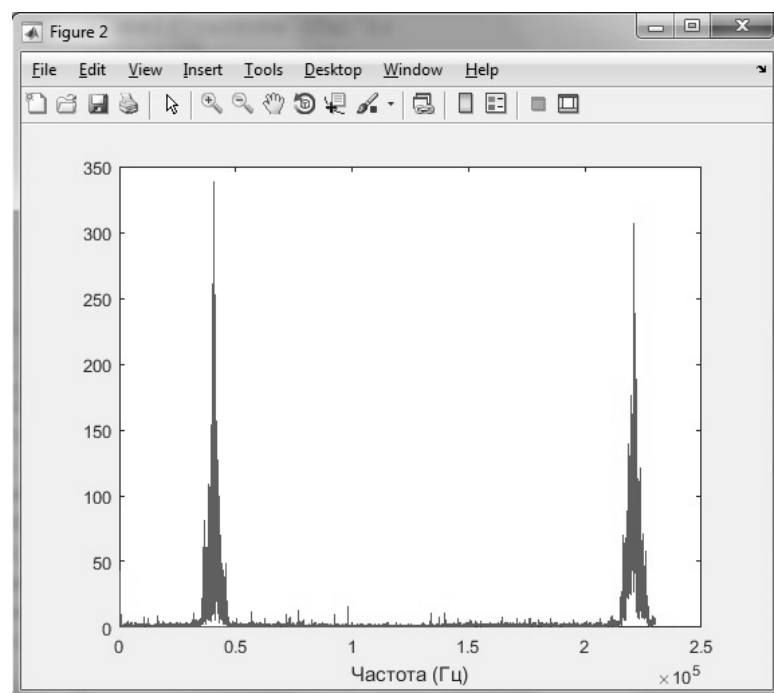 Figure 2
File Edit View Insert Tools Desktop Window Help
350
300
250
200
150
100
50
0
0 0.5 1 1.5 2 2.5
Частота (Гц)
×10⁵